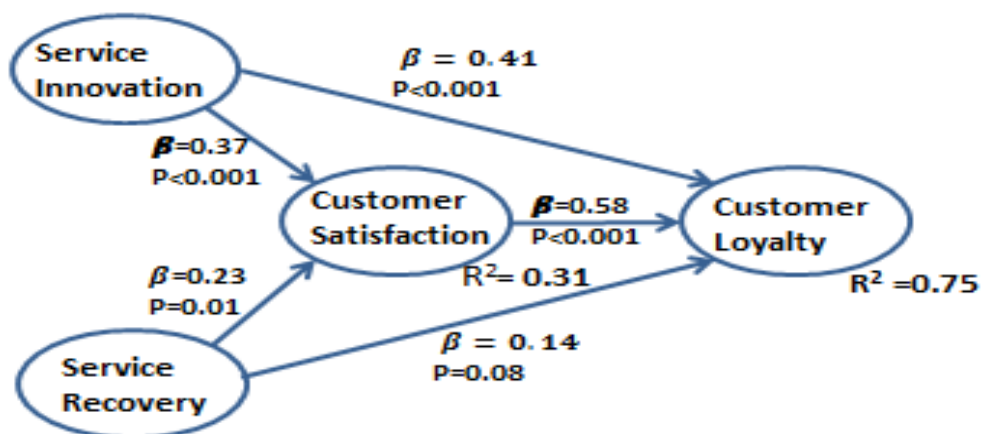 Service
Innovation
β = 0.41
P<0.001
β=0.37
P<0.001
Customer
Satisfaction
R²= 0.31
β=0.58
P<0.001
Customer
Loyalty
R² =0.75
β=0.23
P=0.01
β = 0.14
P=0.08
Service
Recovery